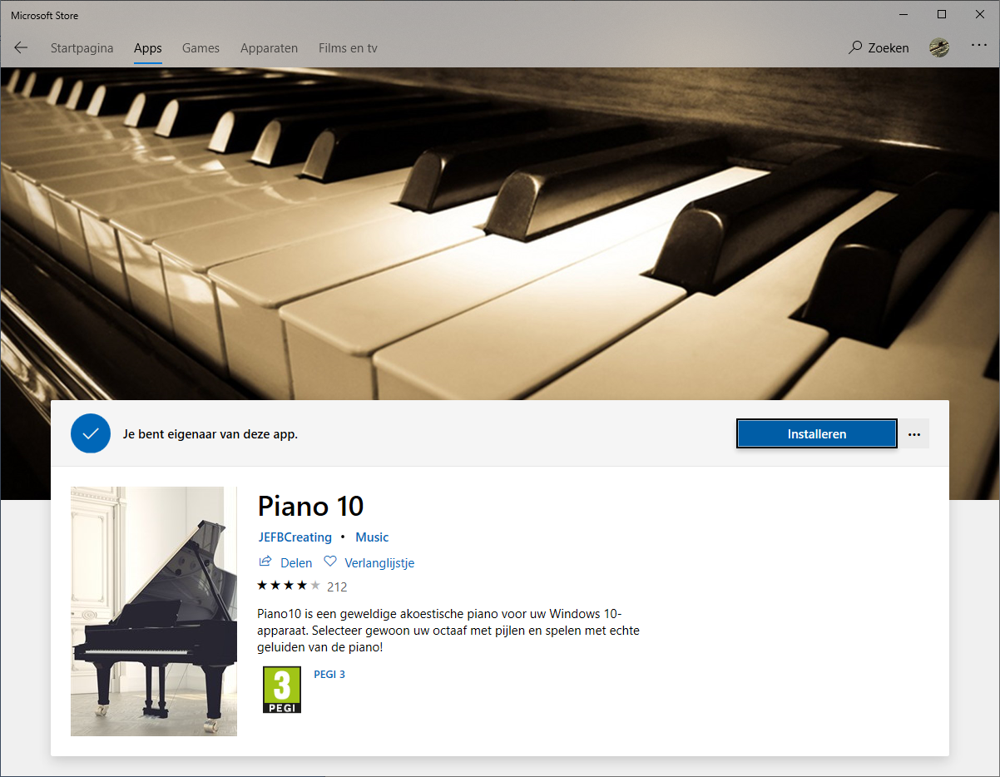 Microsoft Store
Startpagina Apps Games Apparaten Films en tv Zoeken
Je bent eigenaar van deze app. Installeren
Piano 10
JEFBCreating • Music
Delen Verlanglijstje
212
Piano10 is een geweldige akoestische piano voor uw Windows 10-
apparaat. Selecteer gewoon uw octaaf met pijlen en spelen met echte
geluiden van de piano!
3 PEGI 3
PEGI